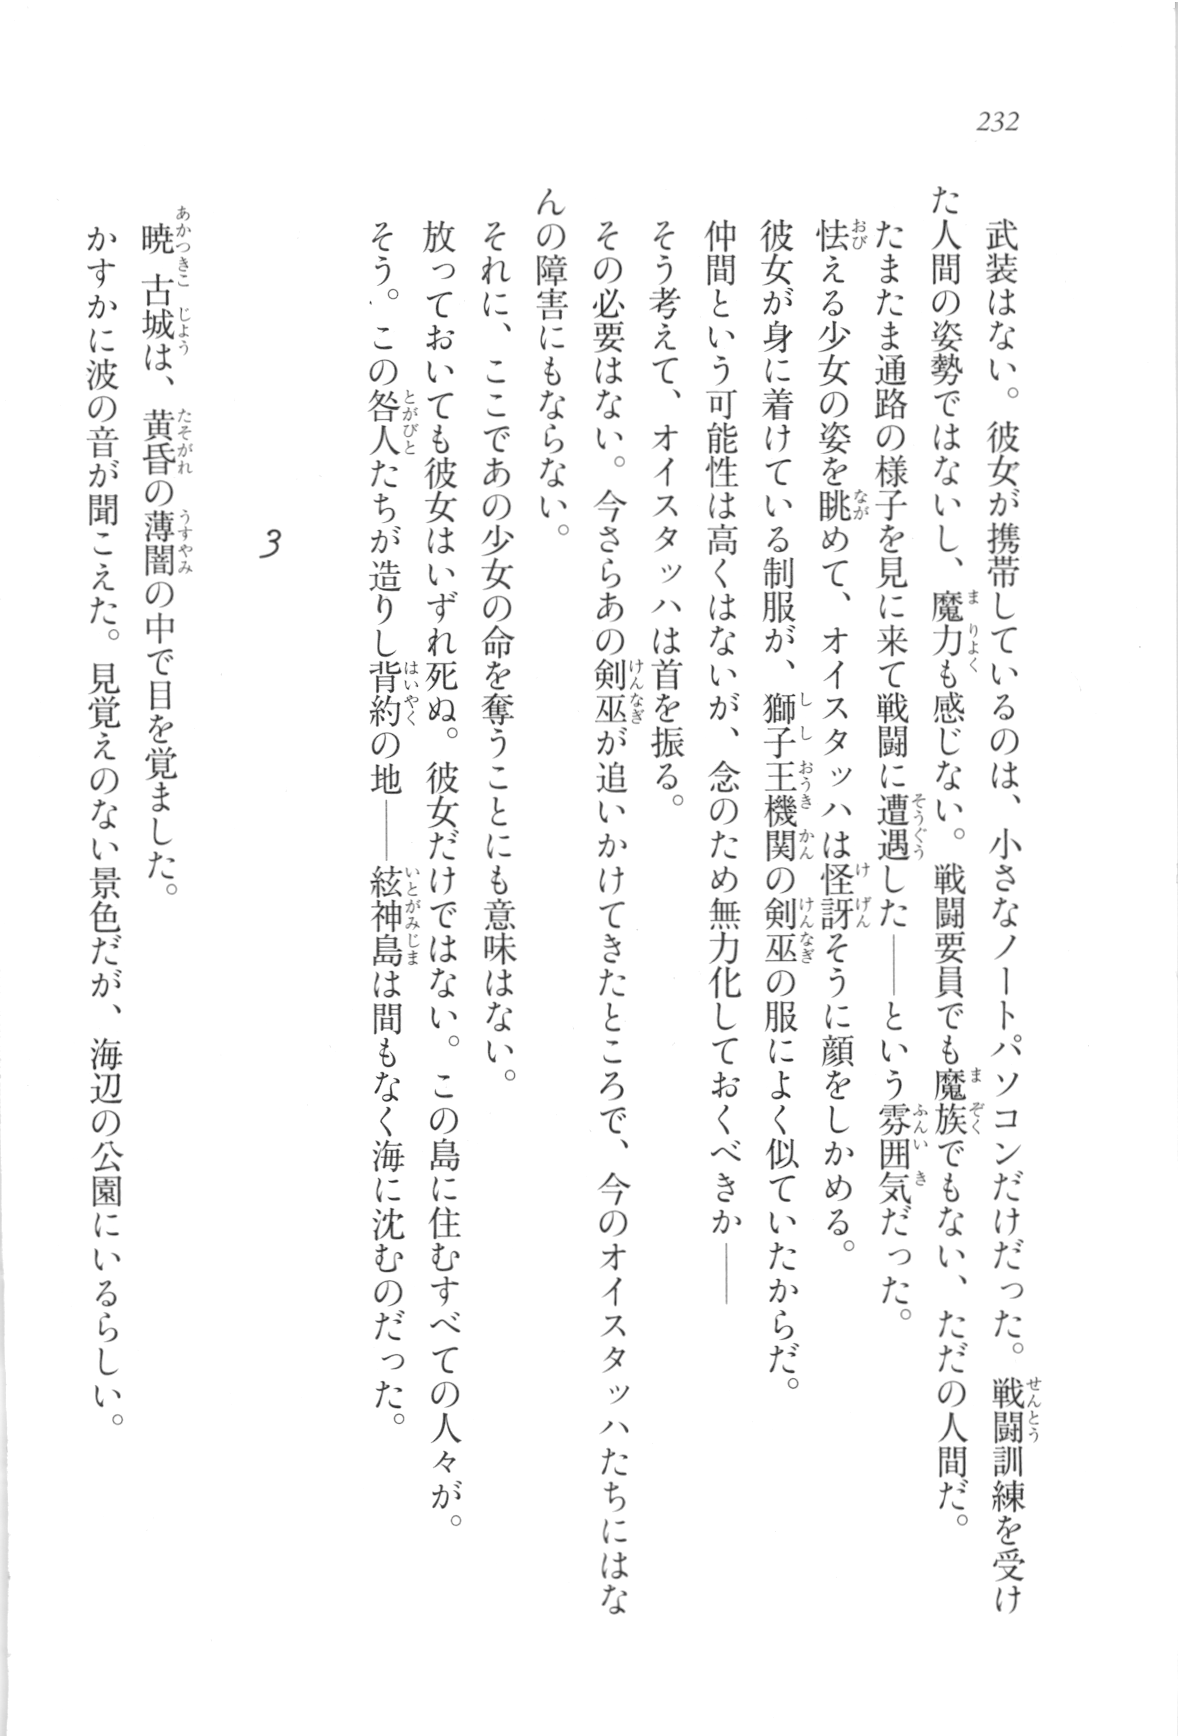 232
武装はない。彼女が携帯しているのは、小さなノートパソコンだけだった。戦闘訓練を受け
た人間の姿勢ではないし、魔力も感じない。戦闘要員でも魔族でもない、ただの人間だ。
たまたま通路の様子を見に来て戦闘に遭遇した――という雰囲気だった。
怯える少女の姿を眺めて、オイスタッハは怪訝そうに顔をしかめる。
彼女が身に着けている制服が、獅子王機関の剣巫の服によく似ていたからだ。
仲間という可能性は高くはないが、念のため無力化しておくべきか――
そう考えて、オイスタッハは首を振る。
その必要はない。今さらあの剣巫が追いかけてきたところで、今のオイスタッハたちにはな
んの障害にもならない。
それに、ここであの少女の命を奪うことにも意味はない。
放っておいても彼女はいずれ死ぬ。彼女だけではない。この島に住むすべての人々が。
そう。この咎人たちが造りし背約の地――絃神島は間もなく海に沈むのだった。
3
暁古城は、黄昏の薄闇の中で目を覚ました。
かすかに波の音が聞こえた。見覚えのない景色だが、海辺の公園にいるらしい。